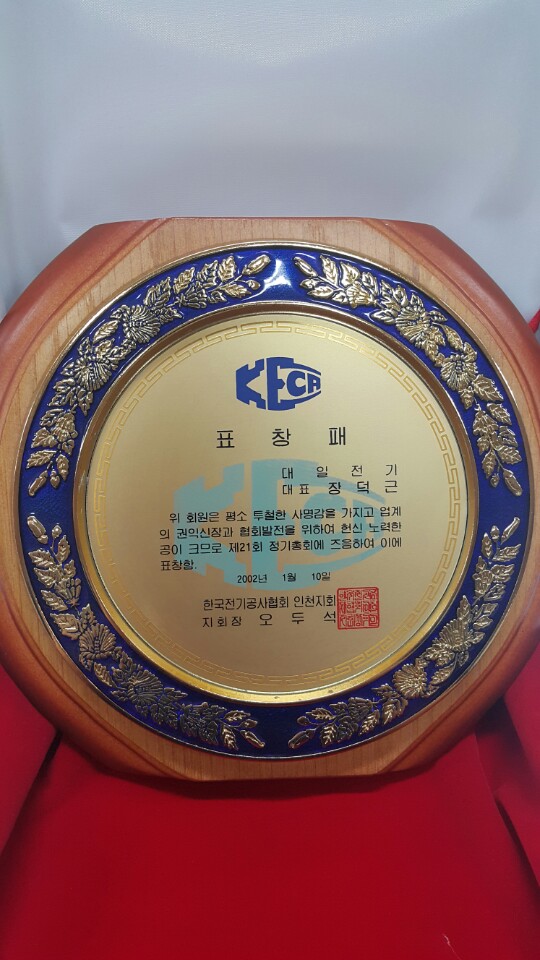 KECA
표 창 패
대 일 전 기
대표 장 덕 근
위 회원은 평소 투철한 사명감을 가지고 업계
의 권익신장과 협회발전을 위하여 헌신 노력한
공이 크므로 제21회 정기총회에 즈음하여 이에
표창함.
2002년 1월 10일
한국전기공사협회 인천지회
지회장 오 두 석